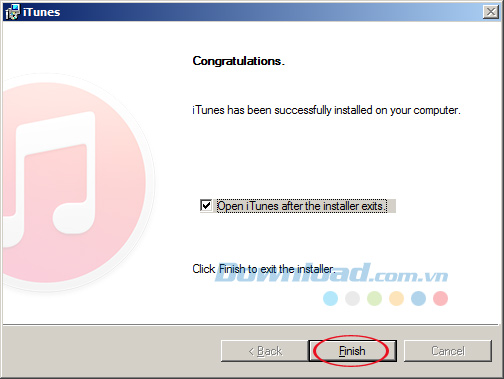 iTunes
Congratulations.
iTunes has been successfully installed on your computer.
Open iTunes after the installer exits.
Click Finish to exit the installer.
Download.com.vn
< Back
Finish
Cancel